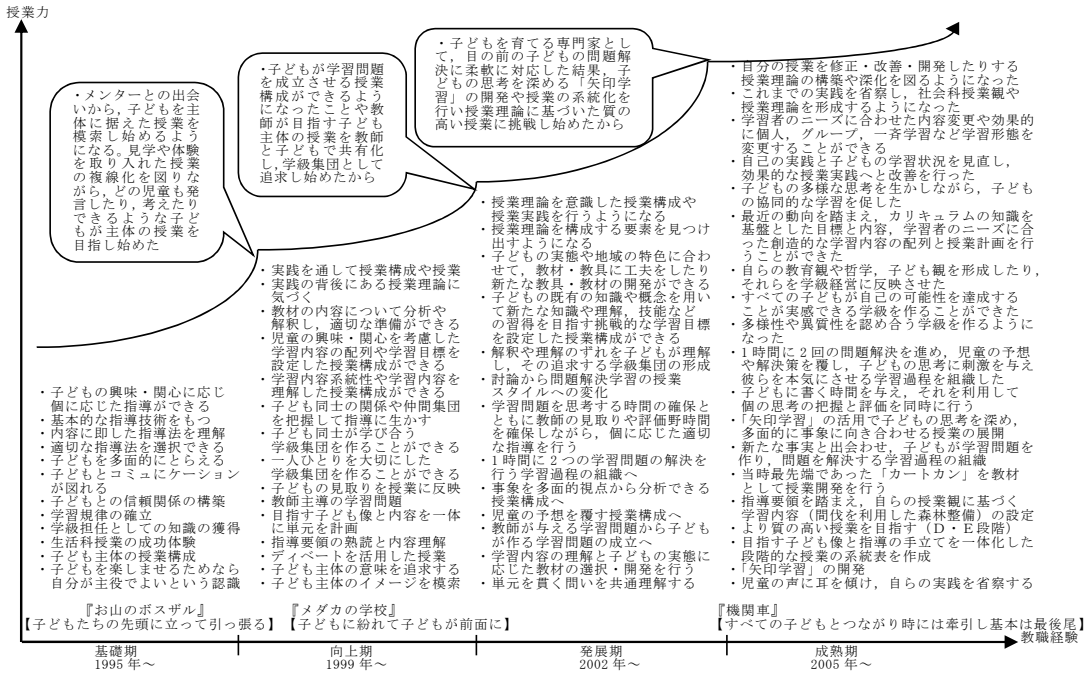 授業力
・メンターとの出会
いから，子どもを主
体に据えた授業を
模索し始めるよう
になる。見学や体験
を取り入れた授業
の複線化を図りな
がら，どの児童も発
言したり，考えたり
できるような子ど
もが主体の授業を
目指し始めた
・子どもが学習問題
を成立させる授業
構成ができるよう
になったことや教
師が目指す子ども
主体の授業を教師
と子どもで共有化
し，学級集団として
追求し始めたから
・子どもを育てる専門家とし
て，目の前の子どもの問題解
決に柔軟に対応した結果，子
どもの思考を深める「矢印学
習」の開発や授業の系統化を
行い授業理論に基づいた質の
高い授業に挑戦し始めたから
・子どもの興味・関心に応じ
個に応じた指導ができる
・基本的な指導技術をもつ
・内容に即した指導法を理解
・適切な指導法を選択できる
・子どもを多面的にとらえる
・子どもとコミュにケーション
が図れる
・子どもとの信頼関係の構築
・学習規律の確立
・学級担任としての知識の獲得
・生活科授業の成功体験
・子ども主体の授業構成
・子どもを楽しませるためなら
自分が主役でよいという認識
・実践を通して授業構成や授業
・実践の背後にある授業理論に
気づく
・教材の内容について分析や
解釈し，適切な準備ができる
・児童の興味・関心を考慮した
学習内容の配列や学習目標を
設定した授業構成ができる
・学習内容系統性や学習内容を
理解した授業構成ができる
・子ども同士の関係や仲間集団
を把握して指導に生かす
・子ども同士が学び合う
学級集団を作ることができる
・一人ひとりを大切にした
学級集団を作ることができる
・子どもの見取りを授業に反映
・教師主導の学習問題
・目指す子ども像と内容を一体
に単元を計画
・指導要領の熟読と内容理解
・ディベートを活用した授業
・子ども主体の意味を追求する
・子ども主体のイメージを模索
・授業理論を意識した授業構成や
授業実践を行うようになる
・授業理論を構成する要素を見つけ
出すようになる
・子どもの実態や地域の特色に合わ
せて，教材・教具に工夫をしたり
新たな教具・教材の開発ができる
・子どもの既有の知識や概念を用い
て新たな知識や理解，技能など
の習得を目指す挑戦的な学習目標
を設定した授業構成ができる
・解釈や理解のずれを子どもが理解
し，その追求する学級集団の形成
・討論から問題解決学習の授業
スタイルへの変化
・学習問題を思考する時間の確保と
ともに教師の見取りや評価野時間
を確保しながら，個に応じた適切
な指導を行う
・1時間に2つの学習問題の解決を
行う学習過程の組織へ
・事象を多面的視点から分析できる
授業構成へ
・児童の予想を覆す授業構成へ
・教師が与える学習問題から子ども
が作る学習問題の成立へ
・学習内容の理解と子どもの実態に
応じた教材の選択・開発を行う
・単元を貫く問いを共通理解する
・自分の授業を修正・改善・開発したりする
授業理論の構築や深化を図るようになった
・これまでの実践を省察し，社会科授業観や
授業理論を形成するようになった
・学習者のニーズに合わせた内容変更や効果的
に個人，グループ，一斉学習など学習形態を
変更することができる
・自己の実践と子どもの学習状況を見直し，
効果的な授業実践へと改善を行った
・子どもの多様な思考を生かしながら，子ども
の協同的な学習を促した
・最近の動向を踏まえ，カリキュラムの知識を
基盤とした目標と内容，学習者のニーズに合
った創造的な学習内容の配列と授業計画を行
うことができた
・自らの教育観や哲学，子ども観を形成したり，
それらを学級経営に反映させた
・すべての子どもが自己の可能性を達成する
ことが実感できる学級を作ることができた
・多様性や異質性を認め合う学級を作るように
なった
・1時間に2回の問題解決を進め，児童の予想
や解決策を覆し，子どもの思考に刺激を与え
彼らを本気にさせる学習過程を組織した
・子どもに書く時間を与え，それを利用して
個の思考の把握と評価を同時に行う
・「矢印学習」の活用で子どもの思考を深め，
多面的に事象に向き合わせる授業の展開
・新たな事実と出会わせ，子どもが学習問題を
作り，問題を解決する学習過程の組織
・当時最先端であった「カートカン」を教材
として授業開発を行う
・指導要領を踏まえ，自らの授業観に基づく
学習内容（間伐を利用した森林整備）の設定
・より質の高い授業を目指す（D・E段階）
・目指す子ども像と指導の手立てを一体化した
段階的な授業の系統表を作成
・「矢印学習」の開発
・児童の声に耳を傾け，自らの実践を省察する
『お山のボスザル』
【子どもたちの先頭に立って引っ張る】
『メダカの学校』
【子どもに紛れて子どもが前面に】
『機関車』
【すべての子どもとつながり時には牽引し基本は最後尾】
教職経験
基礎期
1995年～
向上期
1999年～
発展期
2002年～
成熟期
2005年～